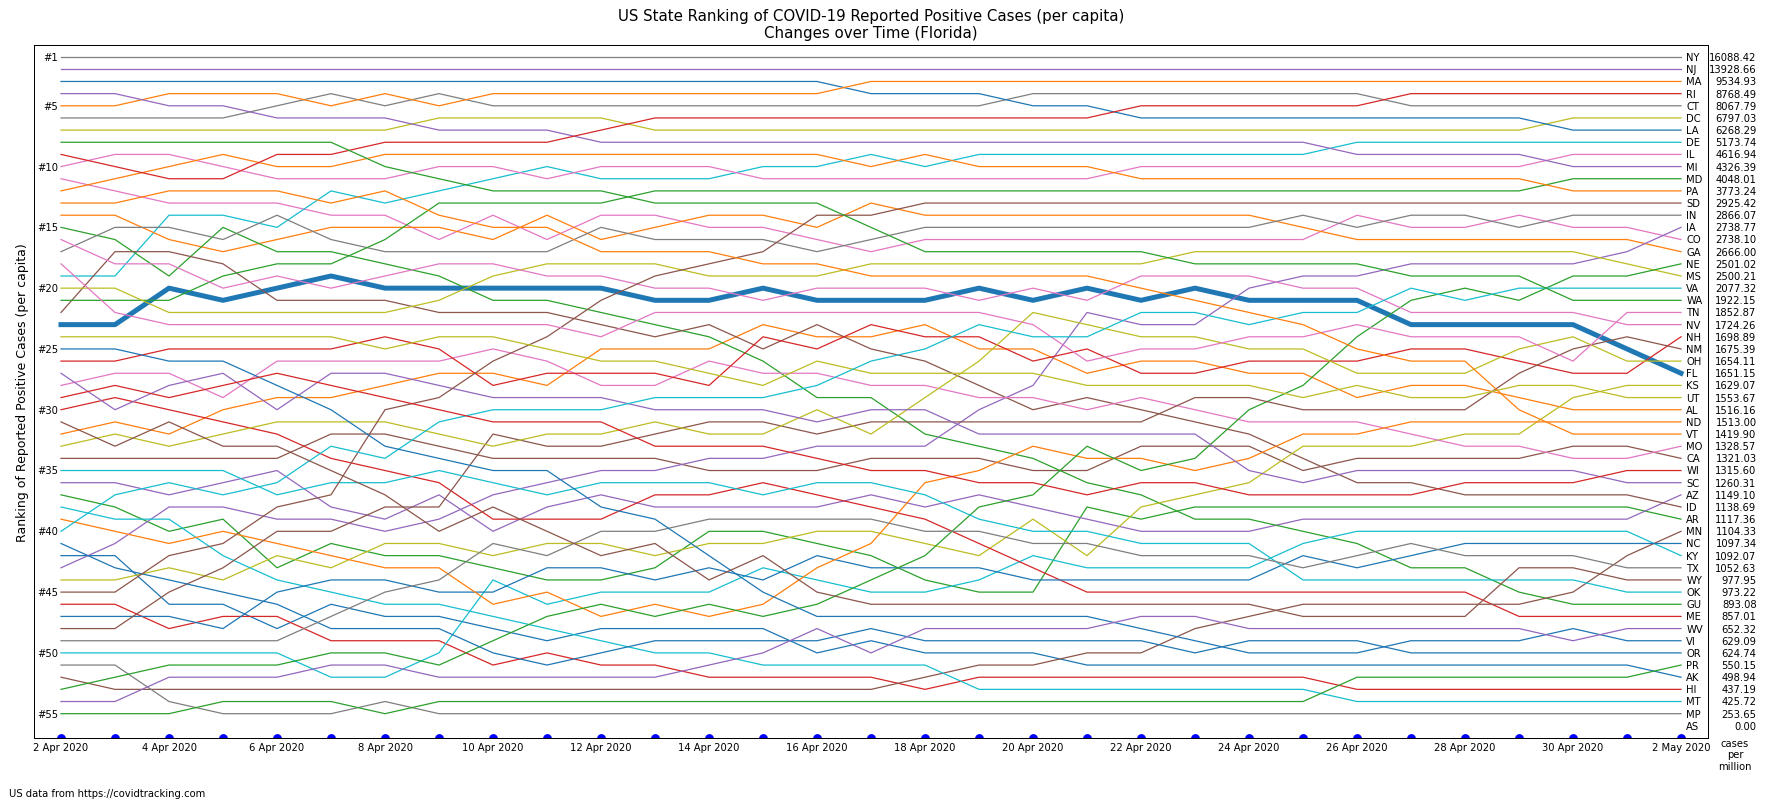 US State Ranking of COVID-19 Reported Positive Cases (per capita)
Changes over Time (Florida)
Ranking of Reported Positive Cases (per capita)
#1
#5
#10
#15
#20
#25
#30
#35
#40
#45
#50
#55
NY 16088.42
NJ 13928.66
MA 9534.93
RI 8768.49
CT 8067.79
DC 6797.03
LA 6268.29
DE 5173.74
IL 4616.94
MI 4326.39
MD 4048.01
PA 3773.24
SD 2925.42
IN 2866.07
IA 2738.77
CO 2738.10
GA 2666.00
NE 2501.02
MS 2500.21
VA 2077.32
WA 1922.15
TN 1852.87
NV 1724.26
NH 1698.89
NM 1675.39
OH 1654.11
FL 1651.15
KS 1629.07
UT 1553.67
AL 1516.16
ND 1513.00
VT 1419.90
MO 1328.57
CA 1321.03
WI 1315.60
SC 1260.31
AZ 1149.10
ID 1138.69
AR 1117.36
MN 1104.33
NC 1097.34
KY 1092.07
TX 1052.63
WY 977.95
OK 973.22
GU 893.08
ME 857.01
WV 652.32
VI 629.09
OR 624.74
PR 550.15
AK 498.94
HI 437.19
MT 425.72
MP 253.65
AS 0.00
2 Apr 2020 4 Apr 2020 6 Apr 2020 8 Apr 2020 10 Apr 2020 12 Apr 2020 14 Apr 2020 16 Apr 2020 18 Apr 2020 20 Apr 2020 22 Apr 2020 24 Apr 2020 26 Apr 2020 28 Apr 2020 30 Apr 2020 2 May 2020
cases
per
million
US data from https://covidtracking.com